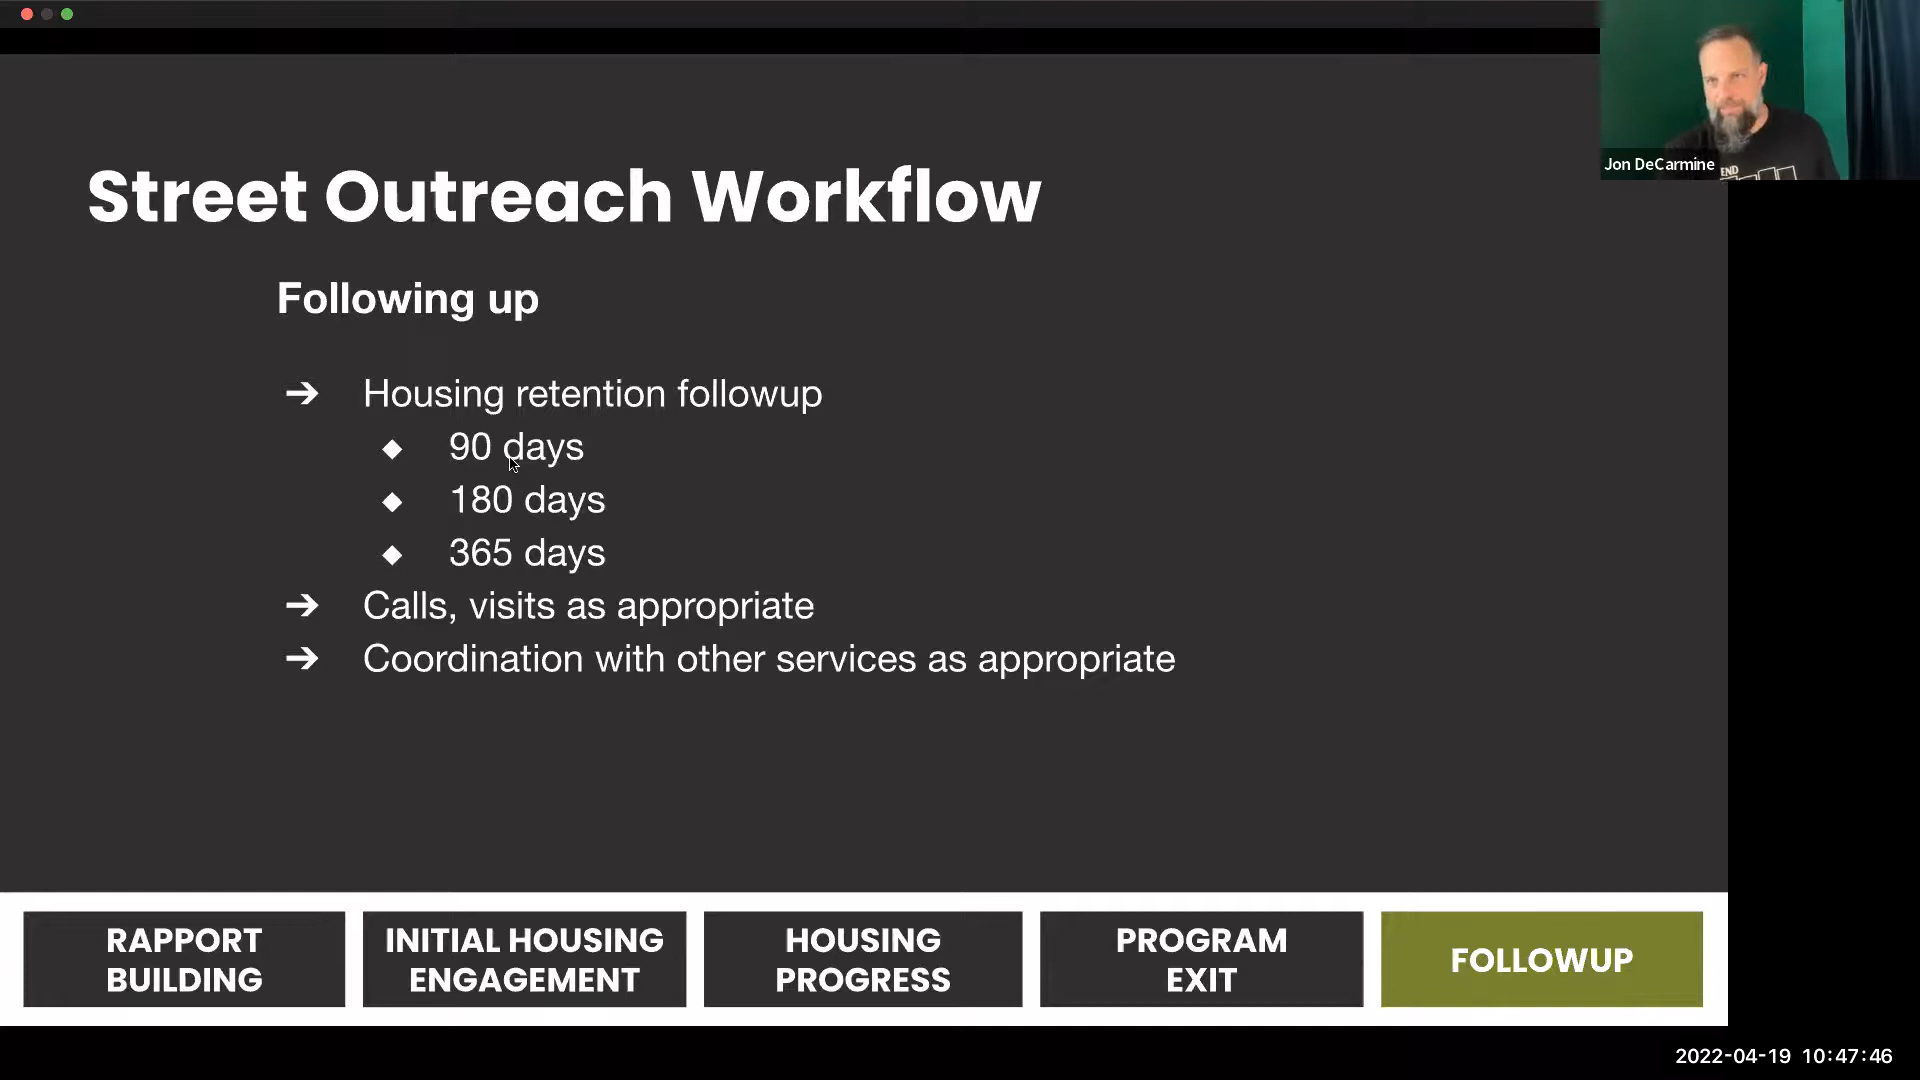 Jon DeCarmine
END
Street Outreach Workflow
Following up
➔ Housing retention followup
◆ 90 days
◆ 180 days
◆ 365 days
➔ Calls, visits as appropriate
➔ Coordination with other services as appropriate
RAPPORT
BUILDING
INITIAL HOUSING
ENGAGEMENT
HOUSING
PROGRESS
PROGRAM
EXIT
FOLLOWUP
2022-04-19 10:47:46